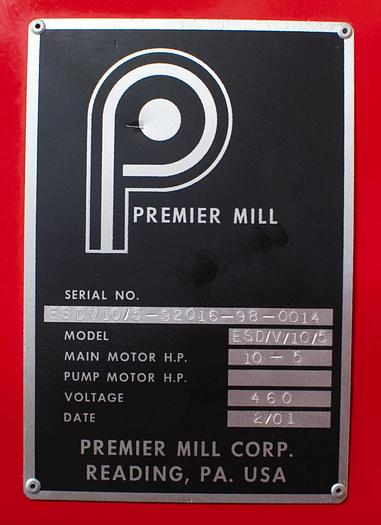 PREMIER MILL
SERIAL NO.
ESDV10/5-92016-98-0014
MODEL ESD/V/10/5
MAIN MOTOR H.P. 10 - 5
PUMP MOTOR H.P.
VOLTAGE 460
DATE 2/01
PREMIER MILL CORP.
READING, PA. USA